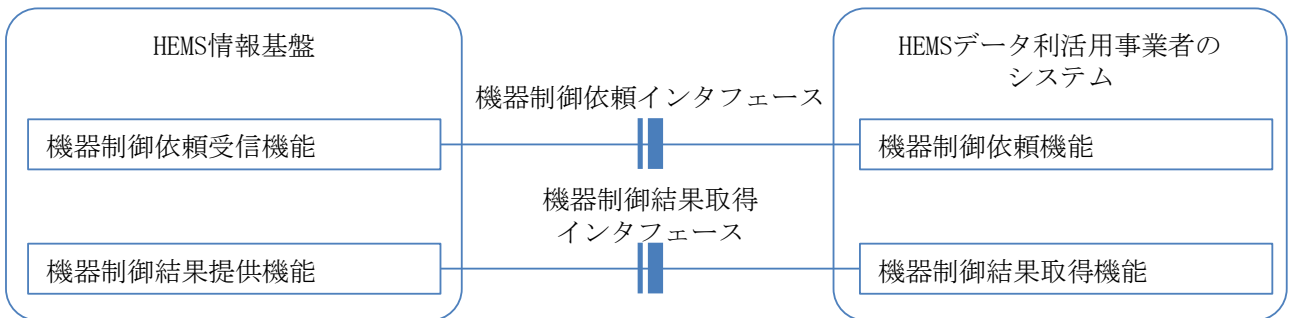 HEMS情報基盤
HEMSデータ利活用事業者の
システム
機器制御依頼インタフェース
機器制御依頼受信機能
機器制御依頼機能
機器制御結果取得
インタフェース
機器制御結果提供機能
機器制御結果取得機能